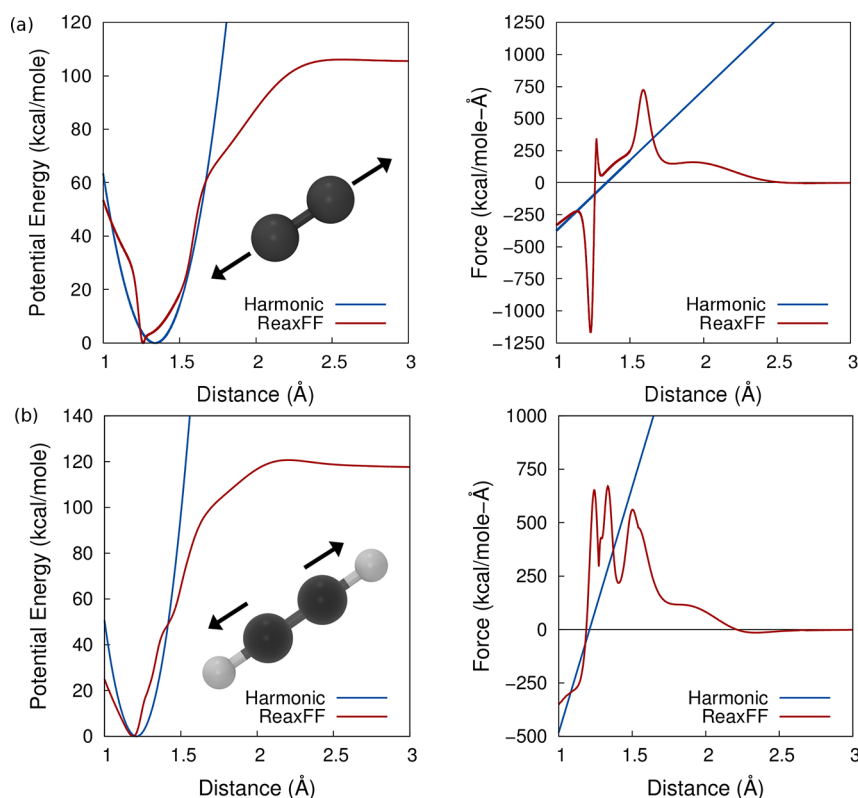 (a)
Potential Energy (kcal/mole)
120
100
80
60
40
20
0
1
1.5
2
2.5
3
Distance (Å)
Harmonic
ReaxFF
Force (kcal/mole–Å)
1250
1000
750
500
250
0
−250
−500
−750
−1000
−1250
1
1.5
2
2.5
3
Distance (Å)
Harmonic
ReaxFF
(b)
Potential Energy (kcal/mole)
140
120
100
80
60
40
20
0
1
1.5
2
2.5
3
Distance (Å)
Harmonic
ReaxFF
Force (kcal/mole–Å)
1000
750
500
250
0
−250
−500
1
1.5
2
2.5
3
Distance (Å)
Harmonic
ReaxFF